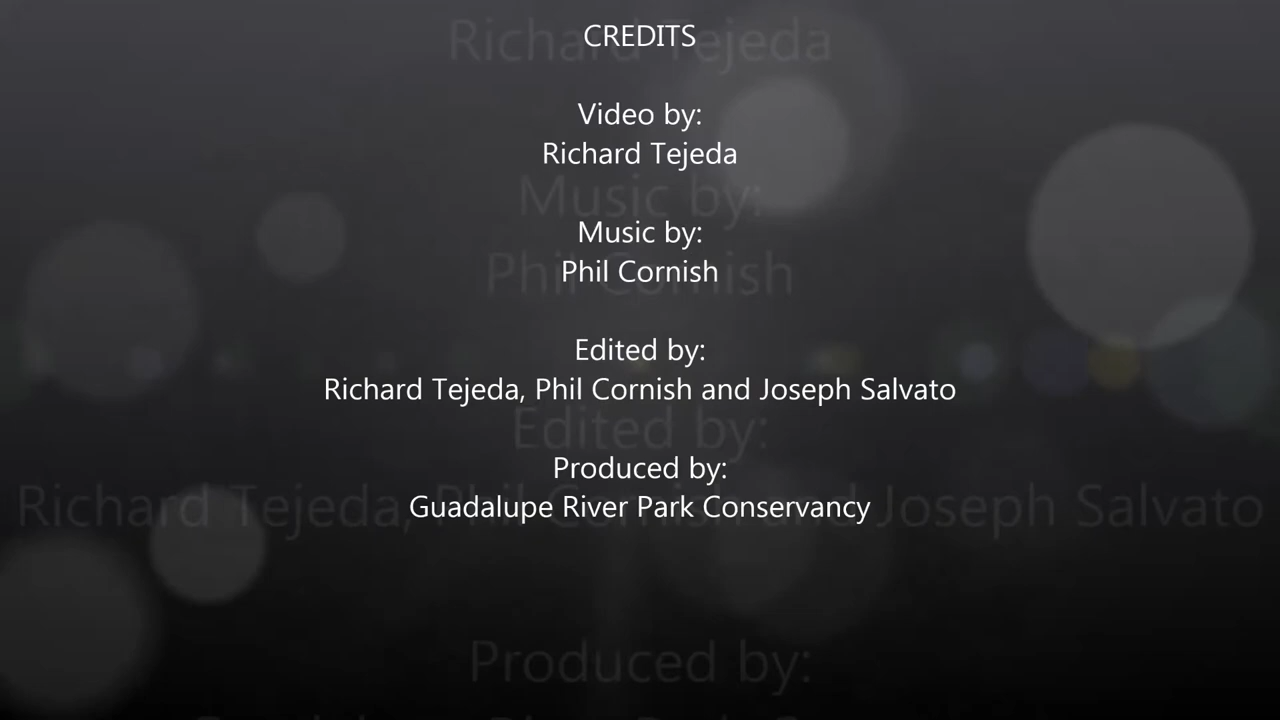 CREDITS
Video by:
Richard Tejeda
Music by:
Phil Cornish
Edited by:
Richard Tejeda, Phil Cornish and Joseph Salvato
Produced by:
Guadalupe River Park Conservancy